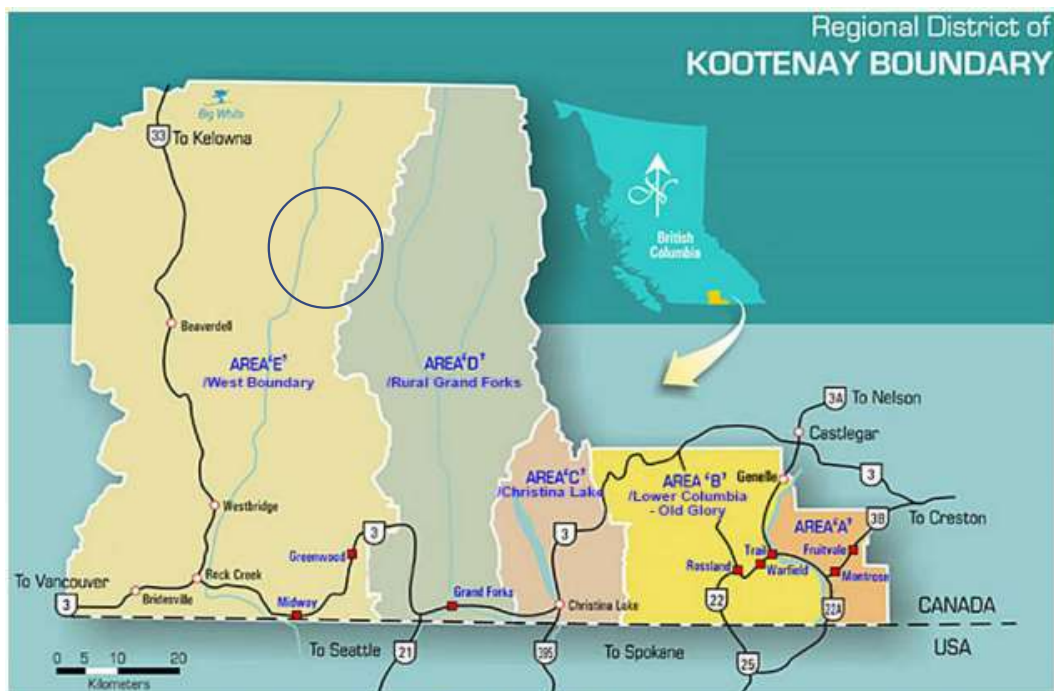 Regional District of
KOOTENAY BOUNDARY
Big White
33
To Kelowna
British
Columbia
Beaverdell
AREA‘E’
/West Boundary
AREA‘D’
/Rural Grand Forks
3A
To Nelson
Castlegar
AREA‘C’
/Christina Lake
AREA ‘B’
/Lower Columbia
- Old Glory
Genelle
3
Westbridge
AREA‘A’
3B
To Creston
3
Greenwood
3
Trail
Fruitvale
To Vancouver
Rock Creek
Rossland
Warfield
Montrose
3
Bridesville
Midway
Grand Forks
Christina Lake
22
22A
CANADA
USA
To Seattle
21
395
To Spokane
25
0 5 10 20
Kilometers